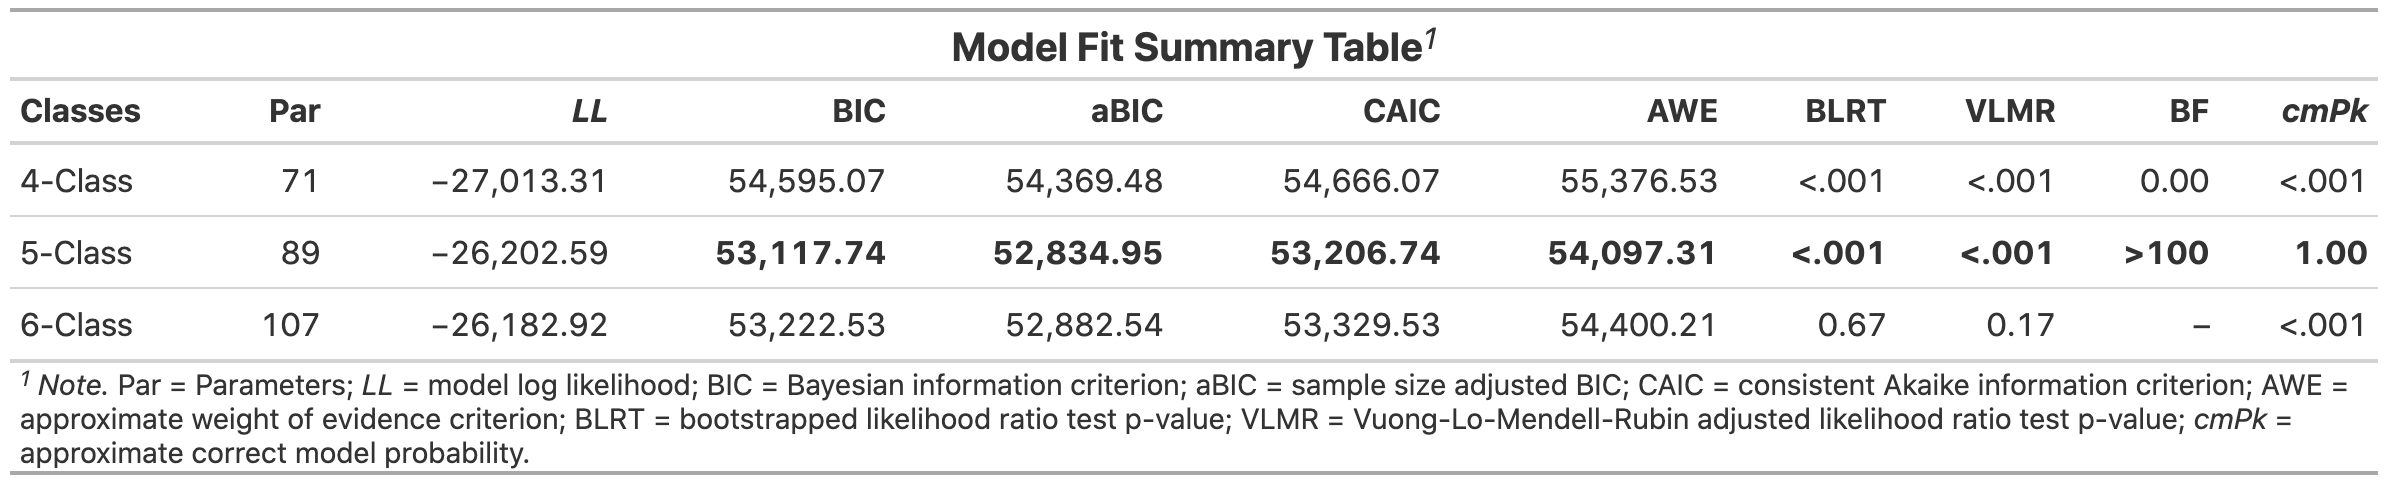 Model Fit Summary Table1
Classes Par LL BIC aBIC CAIC AWE BLRT VLMR BF cmPk
4-Class 71 −27,013.31 54,595.07 54,369.48 54,666.07 55,376.53 <.001 <.001 0.00 <.001
5-Class 89 −26,202.59 53,117.74 52,834.95 53,206.74 54,097.31 <.001 <.001 >100 1.00
6-Class 107 −26,182.92 53,222.53 52,882.54 53,329.53 54,400.21 0.67 0.17 – <.001
1 Note. Par = Parameters; LL = model log likelihood; BIC = Bayesian information criterion; aBIC = sample size adjusted BIC; CAIC = consistent Akaike information criterion; AWE =
approximate weight of evidence criterion; BLRT = bootstrapped likelihood ratio test p-value; VLMR = Vuong-Lo-Mendell-Rubin adjusted likelihood ratio test p-value; cmPk =
approximate correct model probability.